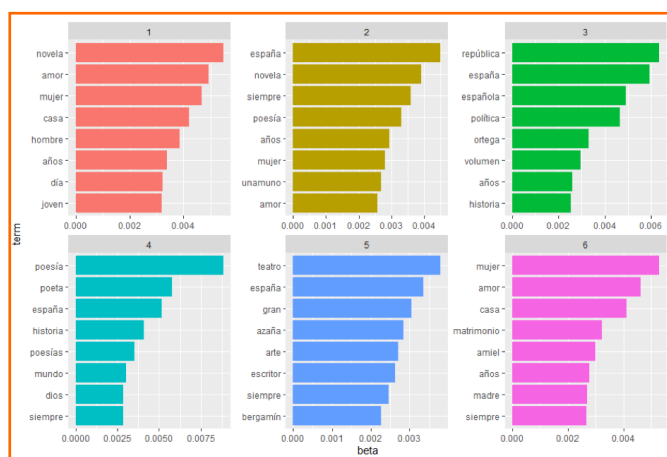 1
novela
amor
mujer
casa
hombre
años
día
joven
0.000
0.002
0.004
2
españa
novela
siempre
poesía
años
mujer
unamuno
amor
0.000
0.001
0.002
0.003
0.004
3
república
españa
española
política
ortega
volumen
años
historia
0.000
0.002
0.004
0.006
term
4
poesía
poeta
españa
historia
poesías
mundo
dios
siempre
0.0000
0.0025
0.0050
0.0075
5
teatro
españa
gran
azaña
arte
escritor
siempre
bergamín
0.000
0.001
0.002
0.003
6
mujer
amor
casa
matrimonio
amiel
años
madre
siempre
0.000
0.002
0.004
beta